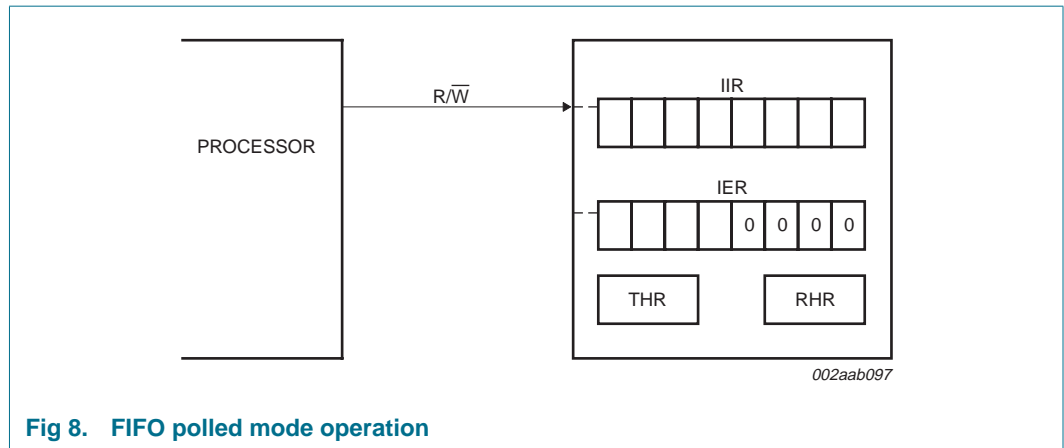 R/W̅
IIR
PROCESSOR
IER
0 0 0 0
THR RHR
002aab097
Fig 8. FIFO polled mode operation